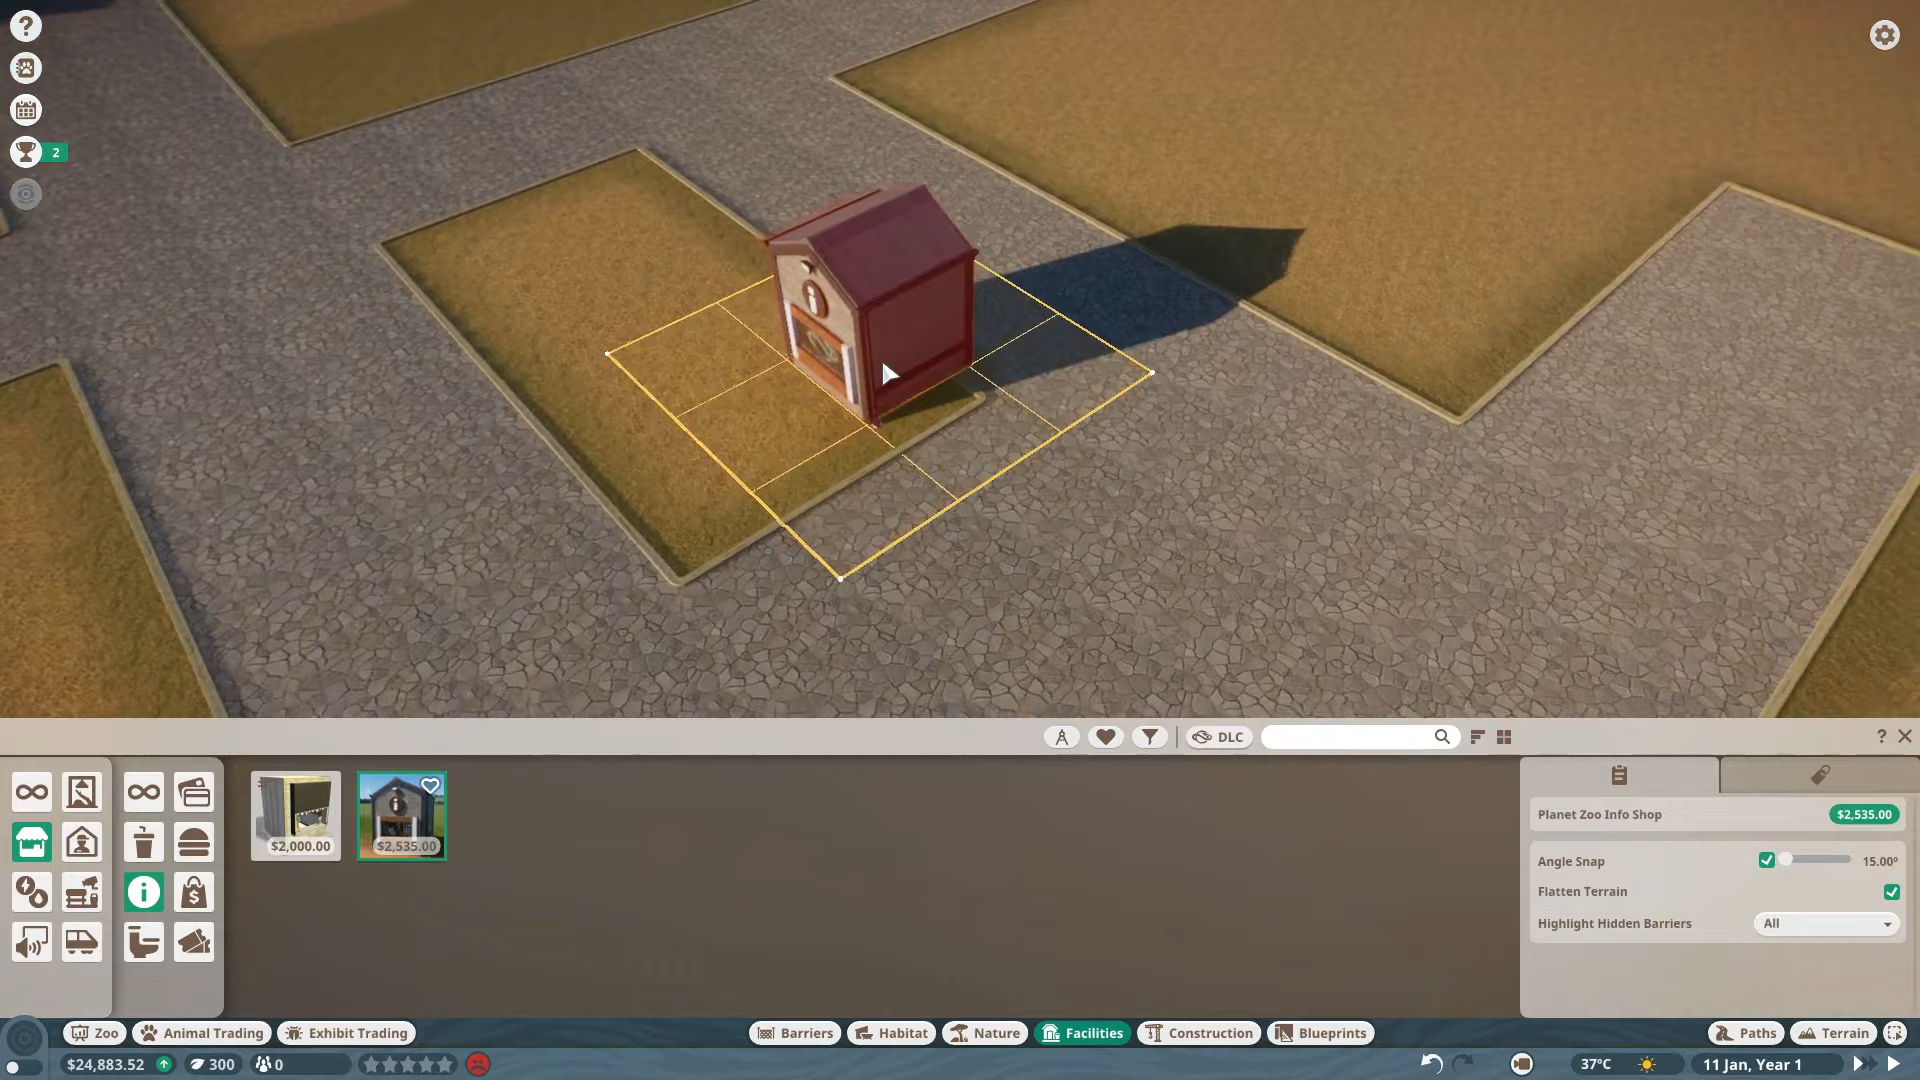 ?
2
i
DLC
?
$2,000.00
$2,535.00
Planet Zoo Info Shop
$2,535.00
Angle Snap
15.00°
Flatten Terrain
Highlight Hidden Barriers
All
Zoo
Animal Trading
Exhibit Trading
Barriers
Habitat
Nature
Facilities
Construction
Blueprints
Paths
Terrain
$24,883.52
300
0
37°C
11 Jan, Year 1